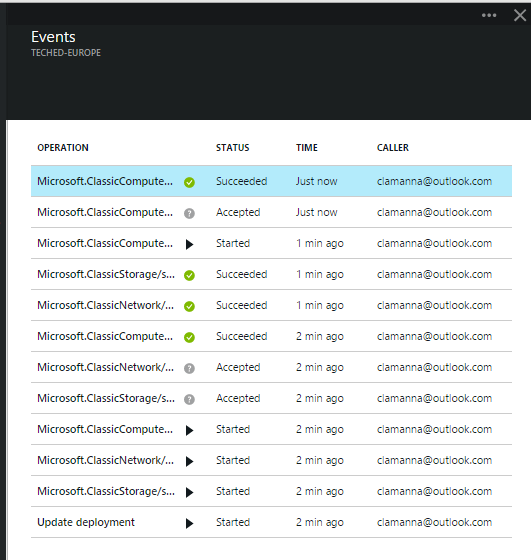 Events
TECHED-EUROPE
OPERATION STATUS TIME CALLER
Microsoft.ClassicCompute... Succeeded Just now clamanna@outlook.com
Microsoft.ClassicCompute... Accepted Just now clamanna@outlook.com
Microsoft.ClassicCompute... Started 1 min ago clamanna@outlook.com
Microsoft.ClassicStorage/s... Succeeded 1 min ago clamanna@outlook.com
Microsoft.ClassicNetwork/... Succeeded 1 min ago clamanna@outlook.com
Microsoft.ClassicCompute... Succeeded 2 min ago clamanna@outlook.com
Microsoft.ClassicNetwork/... Accepted 2 min ago clamanna@outlook.com
Microsoft.ClassicStorage/s... Accepted 2 min ago clamanna@outlook.com
Microsoft.ClassicCompute... Started 2 min ago clamanna@outlook.com
Microsoft.ClassicNetwork/... Started 2 min ago clamanna@outlook.com
Microsoft.ClassicStorage/s... Started 2 min ago clamanna@outlook.com
Update deployment Started 2 min ago clamanna@outlook.com